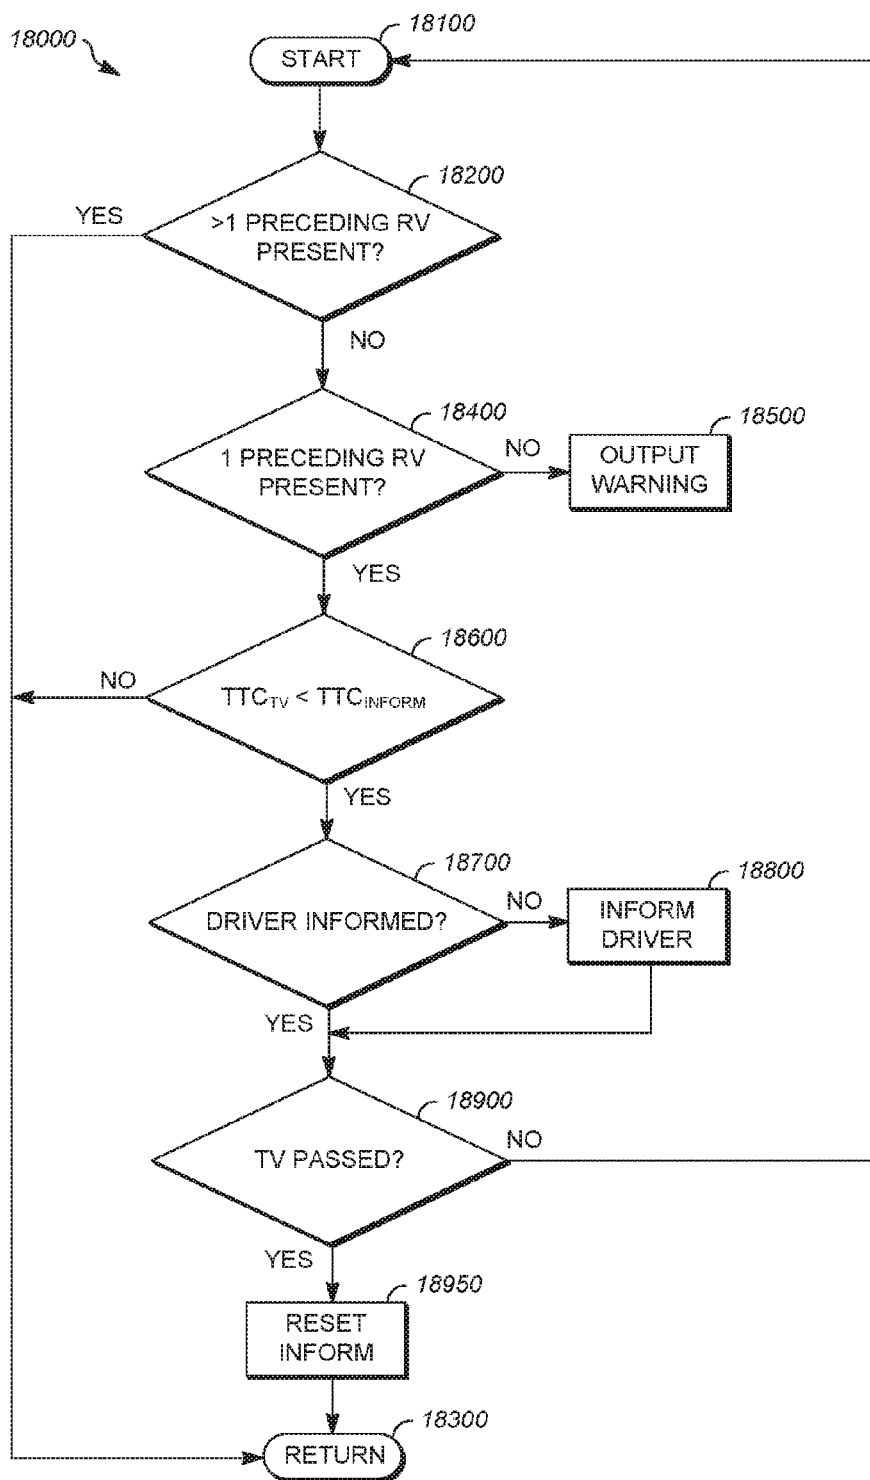 18000
18100
START
18200
YES
>1 PRECEDING RV
PRESENT?
NO
18400
1 PRECEDING RV
PRESENT?
NO
18500
OUTPUT
WARNING
YES
18600
NO
TTC_TV < TTC_INFORM
YES
18700
DRIVER INFORMED?
NO
18800
INFORM
DRIVER
YES
18900
TV PASSED?
NO
YES
18950
RESET
INFORM
18300
RETURN